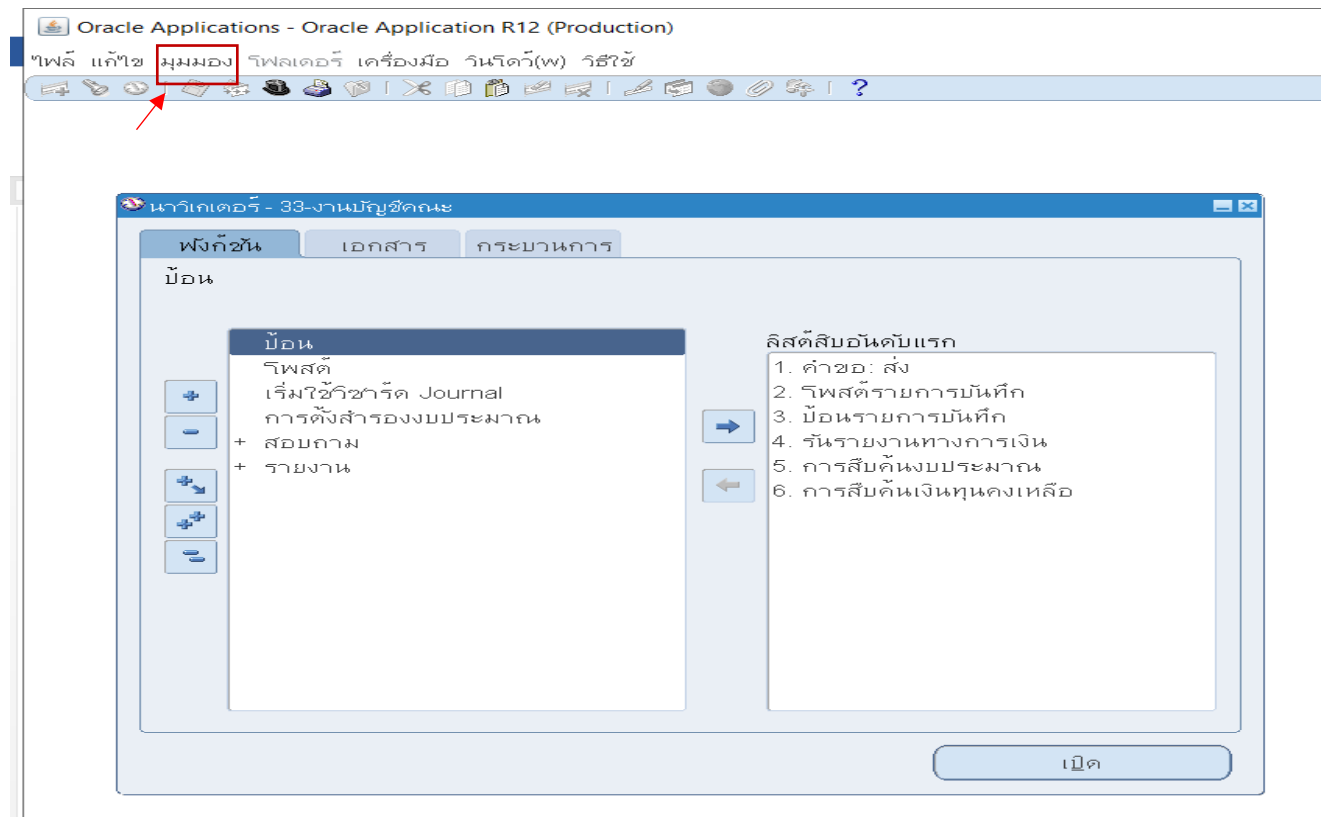 Oracle Applications - Oracle Application R12 (Production)
ไฟล์ แก้ไข มุมมอง โฟลเดอร์ เครื่องมือ วินโดว์(พ) วิธีใช้
?
นาวิเกเตอร์ - 33-งานบัญชีคณะ
ฟังก์ชัน เอกสาร กระบวนการ
ป้อน
ป้อน
โพสต์
เริ่มใช้วิซาร์ด Journal
การตั้งสำรองงบประมาณ
+ สอบถาม
+ รายงาน
ลิสต์สิบอันดับแรก
1. คำขอ: ส่ง
2. โพสต์รายการบันทึก
3. ป้อนรายการบันทึก
4. รันรายงานทางการเงิน
5. การสืบค้นงบประมาณ
6. การสืบค้นเงินทุนคงเหลือ
เปิด